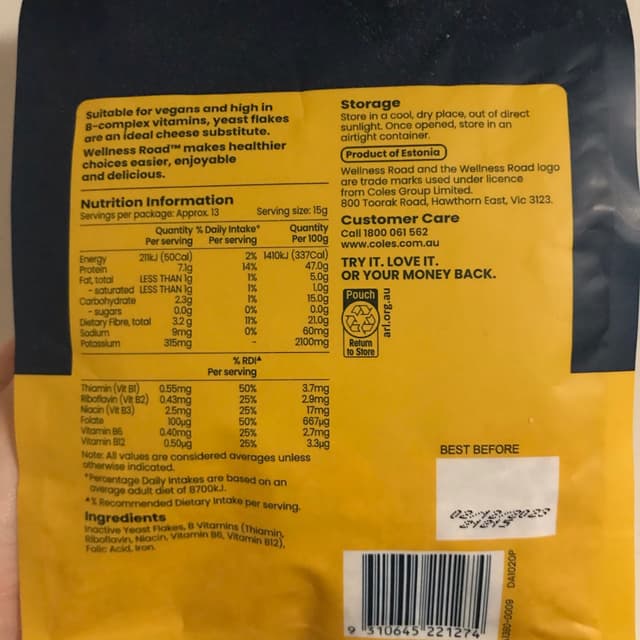 Suitable for vegans and high in
B-complex vitamins, yeast flakes
are an ideal cheese substitute.
Wellness Road™ makes healthier
choices easier, enjoyable
and delicious.
Nutrition Information
Servings per package: Approx. 13 Serving size: 15g
Quantity % Daily Intake* Quantity
Per serving Per serving Per 100g
Energy 211kJ (50Cal) 2% 1410kJ (337Cal)
Protein 7.1g 14% 47.0g
Fat, total LESS THAN 1g 1% 5.0g
- saturated LESS THAN 1g 1% 1.0g
Carbohydrate 2.3g 1% 15.0g
- sugars 0.0g 0% 0.0g
Dietary Fibre, total 3.2 g 11% 21.0g
Sodium 9mg 0% 60mg
Potassium 315mg - 2100mg
% RDI▲
Per serving
Thiamin (Vit B1) 0.55mg 50% 3.7mg
Riboflavin (Vit B2) 0.43mg 25% 2.9mg
Niacin (Vit B3) 2.5mg 25% 17mg
Folate 100µg 50% 667µg
Vitamin B6 0.40mg 25% 2.7mg
Vitamin B12 0.50µg 25% 3.3µg
Note: All values are considered averages unless
otherwise indicated.
*Percentage Daily Intakes are based on an
average adult diet of 8700kJ.
▲% Recommended Dietary Intake per serving.
Ingredients
Inactive Yeast Flakes, B Vitamins (Thiamin,
Riboflavin, Niacin, Vitamin B6, Vitamin B12),
Folic Acid, Iron.
Storage
Store in a cool, dry place, out of direct
sunlight. Once opened, store in an
airtight container.
Product of Estonia
Wellness Road and the Wellness Road logo
are trade marks used under licence
from Coles Group Limited.
800 Toorak Road, Hawthorn East, Vic 3123.
Customer Care
Call 1800 061 562
www.coles.com.au
TRY IT. LOVE IT.
OR YOUR MONEY BACK.
Pouch
Return
to Store
arl.org.au
BEST BEFORE
02/12/2023
9 310645 221274
DA1020P